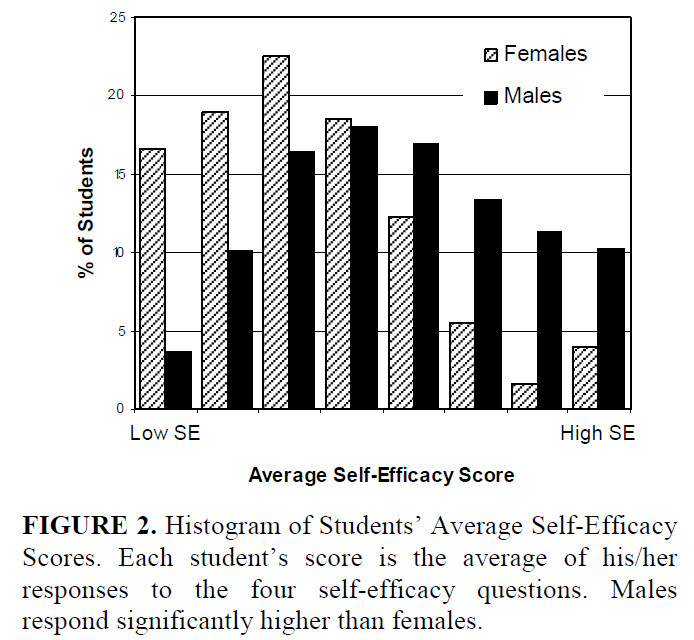 25
20
15
10
5
0
% of Students
Females
Males
Low SE
High SE
Average Self-Efficacy Score
FIGURE 2. Histogram of Students’ Average Self-Efficacy
Scores. Each student’s score is the average of his/her
responses to the four self-efficacy questions. Males
respond significantly higher than females.